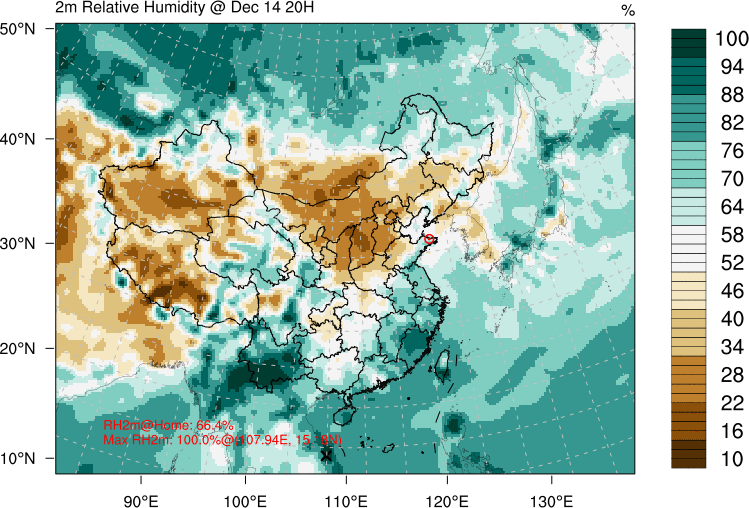 2m Relative Humidity @ Dec 14 20H
%
50°N
40°N
30°N
20°N
10°N
90°E
100°E
110°E
120°E
130°E
100
94
88
82
76
70
64
58
52
46
40
34
28
22
16
10
RH2m@Home: 66.4%
Max RH2m: 100.0%@(107.94E, 15.18N)